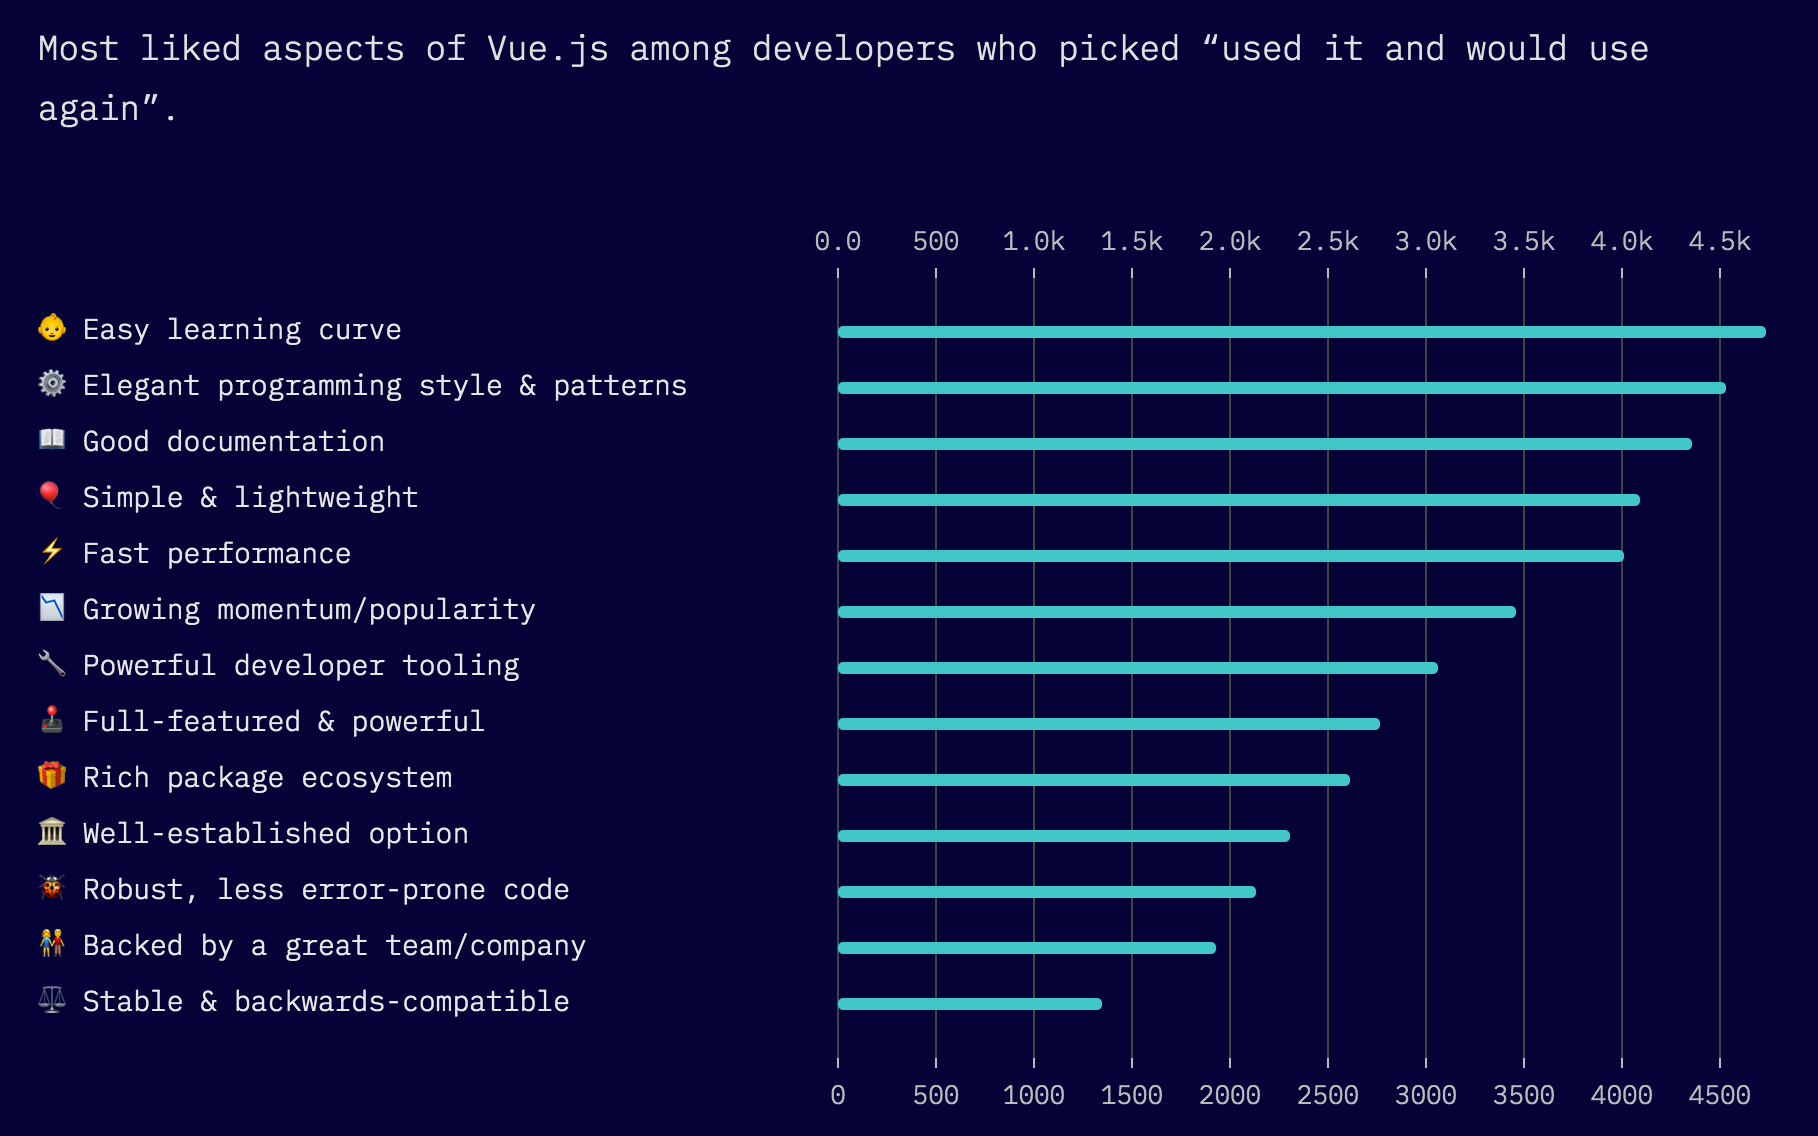 Most liked aspects of Vue.js among developers who picked “used it and would use
again”.
0.0 500 1.0k 1.5k 2.0k 2.5k 3.0k 3.5k 4.0k 4.5k
Easy learning curve
Elegant programming style & patterns
Good documentation
Simple & lightweight
Fast performance
Growing momentum/popularity
Powerful developer tooling
Full-featured & powerful
Rich package ecosystem
Well-established option
Robust, less error-prone code
Backed by a great team/company
Stable & backwards-compatible
0 500 1000 1500 2000 2500 3000 3500 4000 4500